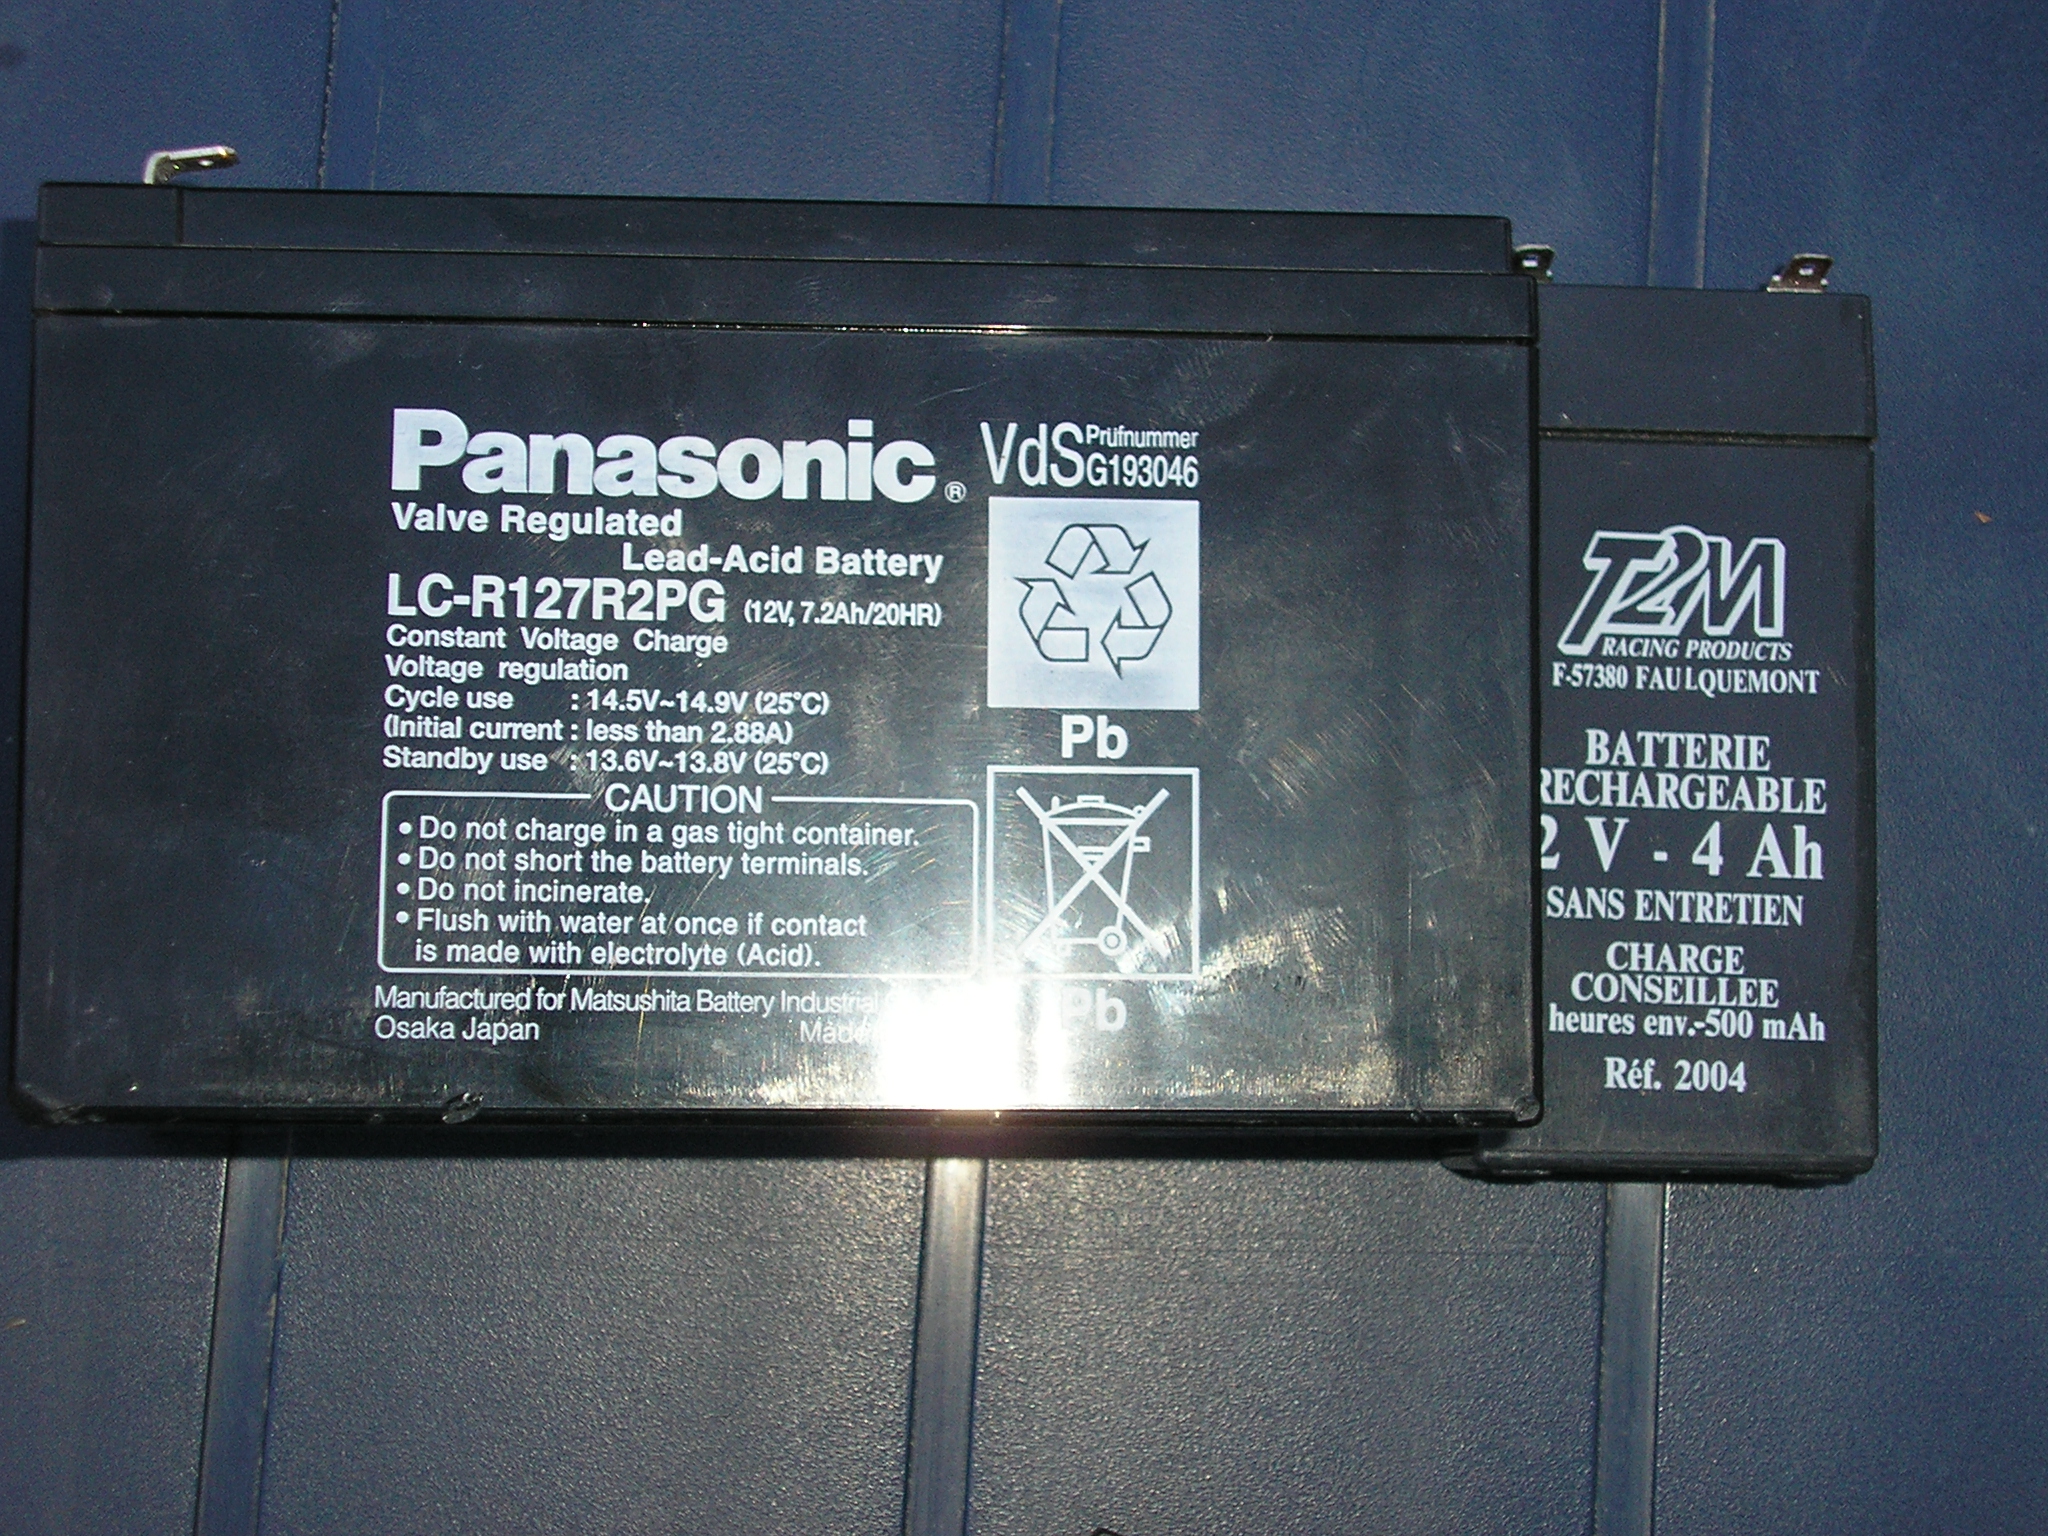 Panasonic®
Valve Regulated
Lead-Acid Battery
LC-R127R2PG (12V, 7.2Ah/20HR)
Constant Voltage Charge
Voltage regulation
Cycle use : 14.5V~14.9V (25°C)
(Initial current : less than 2.88A)
Standby use : 13.6V~13.8V (25°C)
CAUTION
• Do not charge in a gas tight container.
• Do not short the battery terminals.
• Do not incinerate.
• Flush with water at once if contact
is made with electrolyte (Acid).
Manufactured for Matsushita Battery Industrial
Osaka Japan Made
VdS Prüfnummer
G193046
Pb
Pb
T2M
RACING PRODUCTS
F-57380 FAULQUEMONT
BATTERIE
RECHARGEABLE
2 V - 4 Ah
SANS ENTRETIEN
CHARGE
CONSEILLEE
heures env.-500 mAh
Réf. 2004